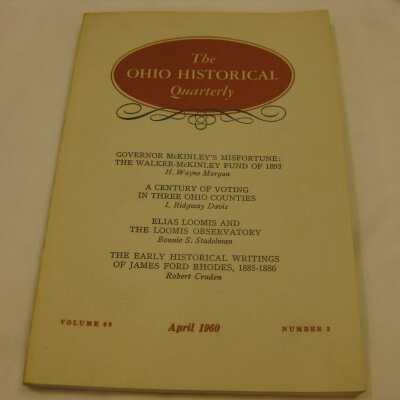 The
OHIO HISTORICAL
Quarterly
GOVERNOR McKINLEY'S MISFORTUNE:
THE WALKER-McKINLEY FUND OF 1893
H. Wayne Morgan
A CENTURY OF VOTING
IN THREE OHIO COUNTIES
I. Ridgway Davis
ELIAS LOOMIS AND
THE LOOMIS OBSERVATORY
Bonnie S. Stadelman
THE EARLY HISTORICAL WRITINGS
OF JAMES FORD RHODES, 1885-1886
Robert Cruden
VOLUME 69
April 1960
NUMBER 2